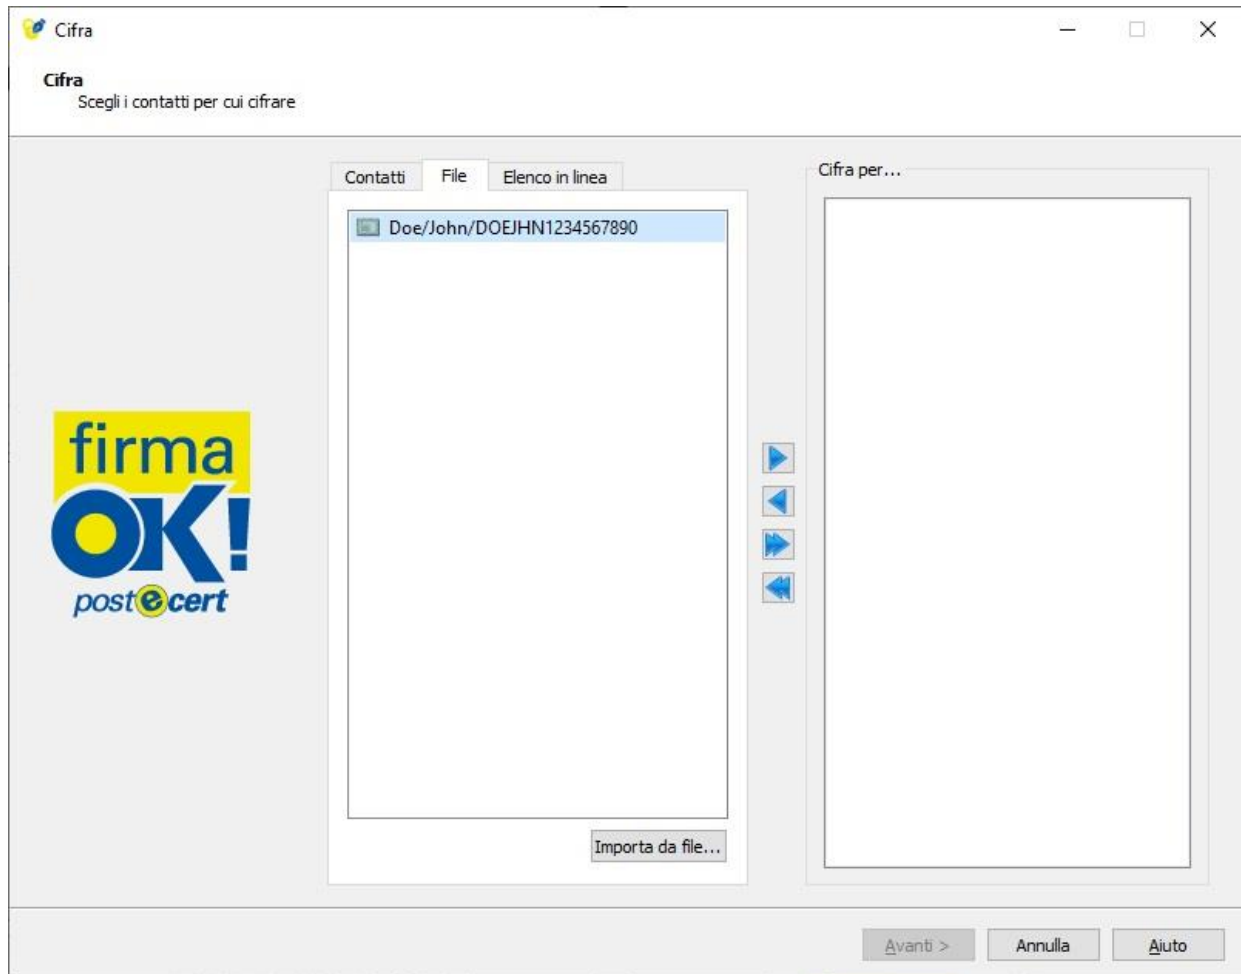 Cifra
Cifra
Scegli i contatti per cui cifrare
Contatti
File
Elenco in linea
Cifra per...
Doe/John/DOEJHN1234567890
firma
OK!
postecert
Importa da file...
Avanti >
Annulla
Aiuto